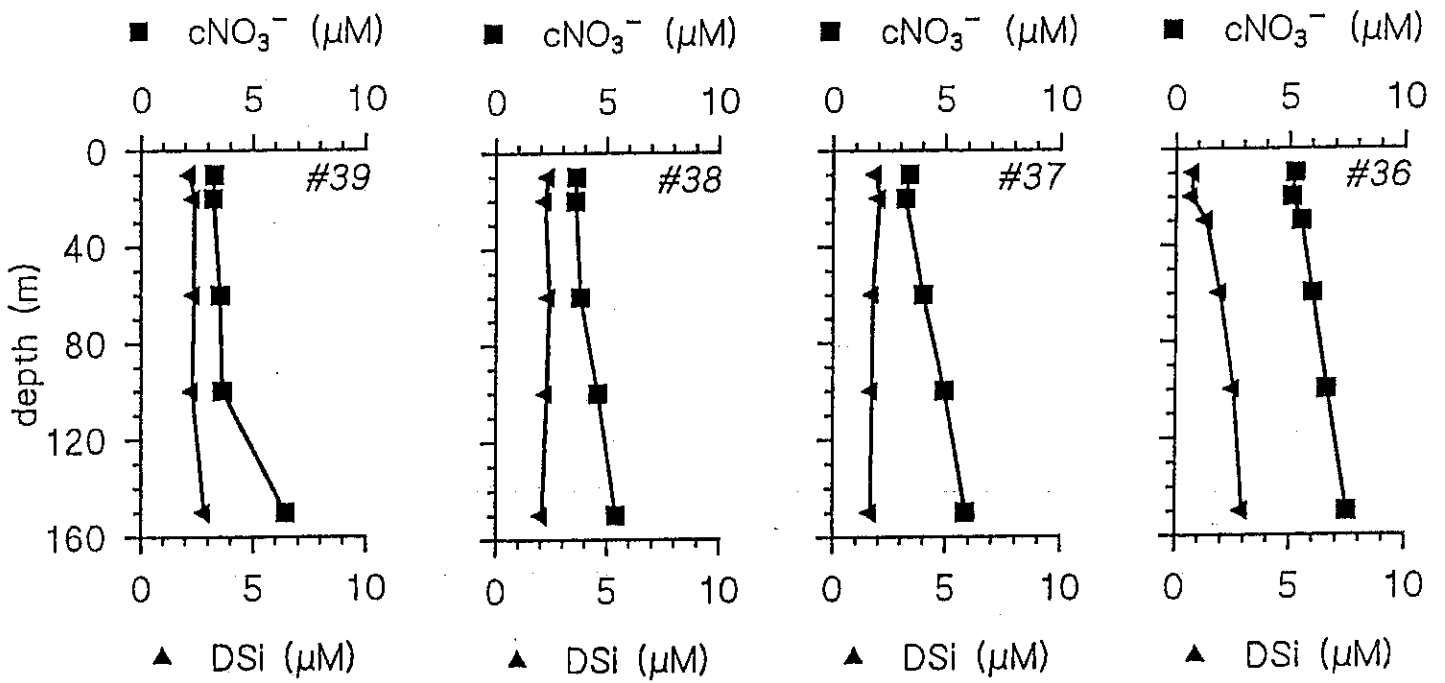 ■ cNO₃⁻ (μM) ■ cNO₃⁻ (μM) ■ cNO₃⁻ (μM) ■ cNO₃⁻ (μM)
0 5 10 0 5 10 0 5 10 0 5 10
#39 #38 #37 #36
depth (m)
0
40
80
120
160
0 5 10 0 5 10 0 5 10 0 5 10
▲ DSi (μM) ▲ DSi (μM) ▲ DSi (μM) ▲ DSi (μM)